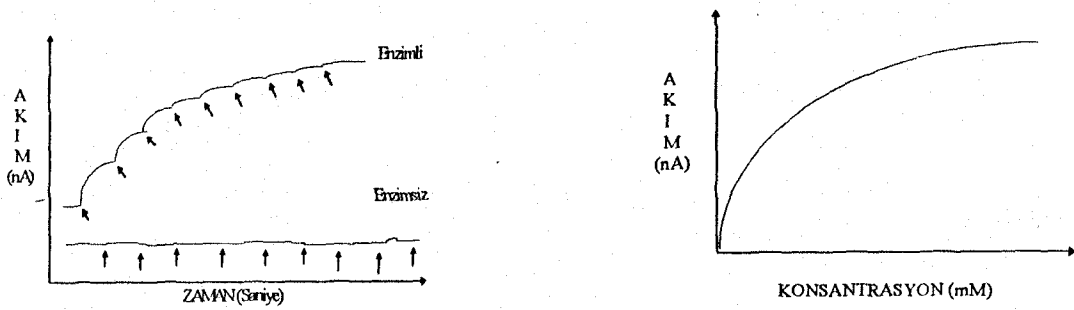 Enzimli
A
K
I
M
(nA)
Enzimsiz
ZAMAN (Saniye)
A
K
I
M
(nA)
KONSANTRASYON (mM)